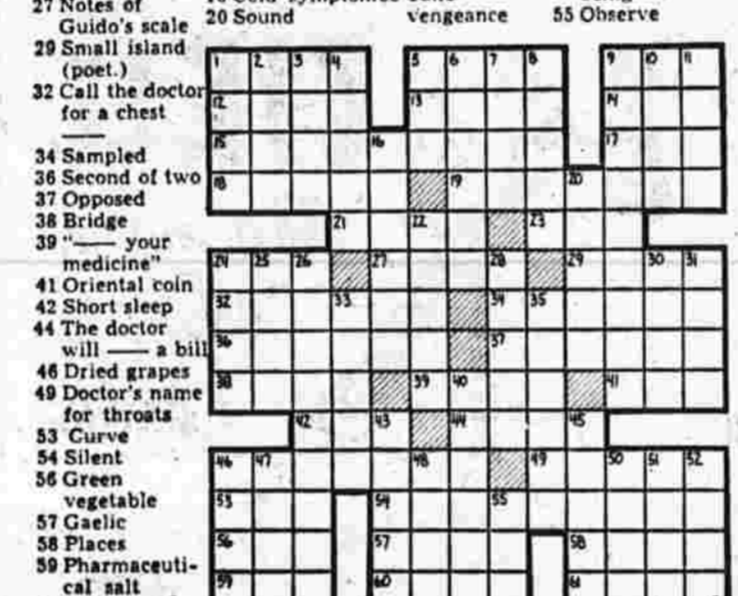 27 Notes of
Guido's scale
29 Small island
(poet.)
32 Call the doctor
for a chest
——
34 Sampled
36 Second of two
37 Opposed
38 Bridge
39 "—— your
medicine"
41 Oriental coin
42 Short sleep
44 The doctor
will —— a bill
46 Dried grapes
49 Doctor's name
for throats
53 Curve
54 Silent
56 Green
vegetable
57 Gaelic
58 Places
59 Pharmaceuti-
cal salt
20 Sound
vengeance
55 Observe
1 2 3 4 5 6 7 8 9 10 11
12 13 14
15 16 17
18 19 20
21 22 23
24 25 26 27 28 29 30 31
32 33 34 35
36 37
38 39 40 41
42 43 44 45
46 47 48 49 50 51 52
53 54 55
56 57 58
59 60 61